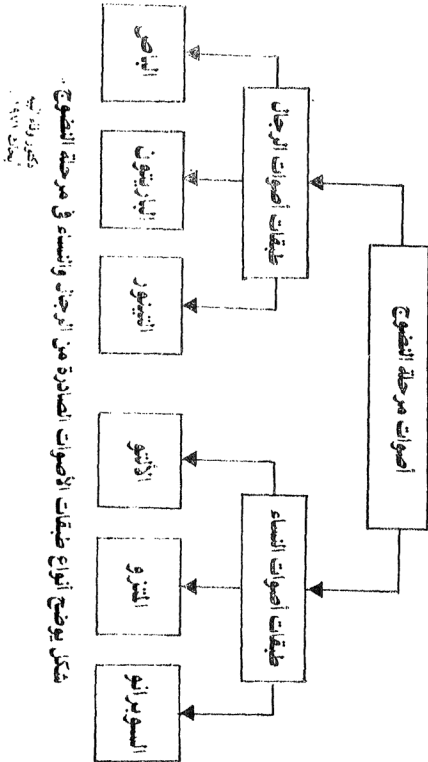 أصوات مرحلة النضوج
طبقات أصوات النساء
طبقات أصوات الرجال
السوبرانو
المتزو
الألتو
التينور
الباريتون
الباص
شكل يوضح أنواع طبقات الأصوات الصادرة من الرجال والنساء في مرحلة النضوج.